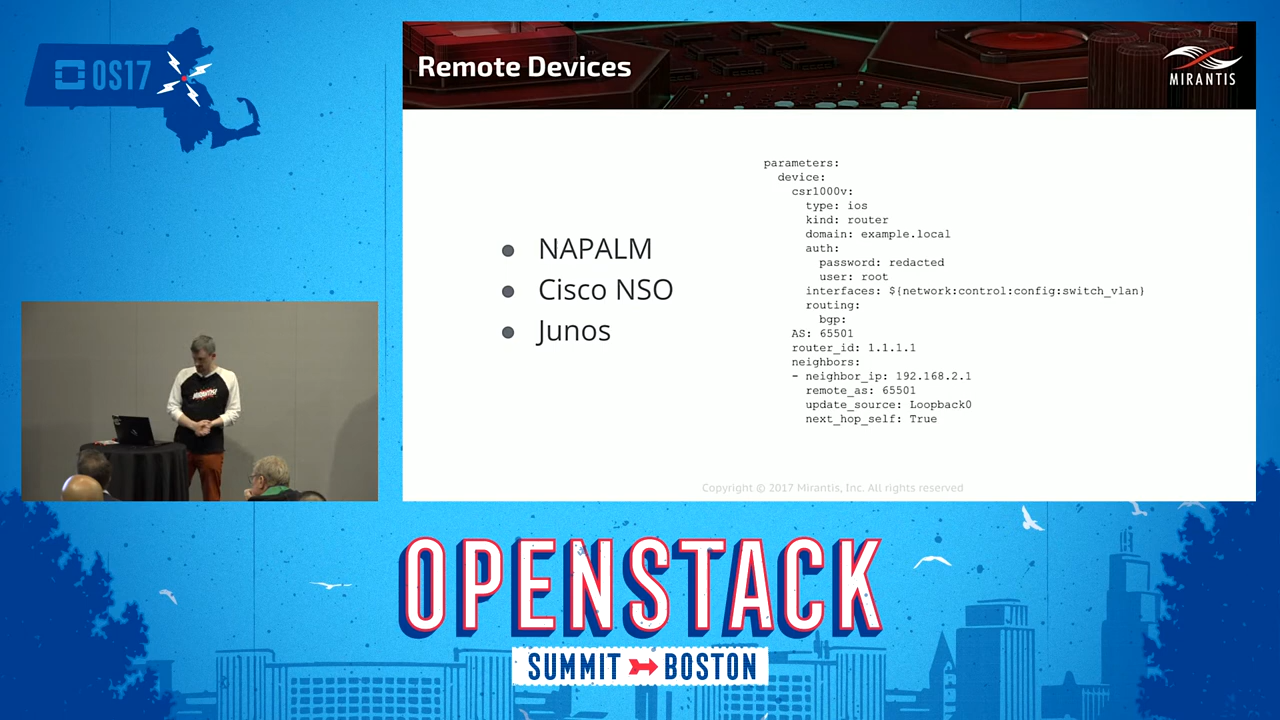 OS17
Remote Devices
MIRANTIS
NAPALM
Cisco NSO
Junos
parameters:
device:
csr1000v:
type: ios
kind: router
domain: example.local
auth:
password: redacted
user: root
interfaces: ${network:control:config:switch_vlan}
routing:
bgp:
AS: 65501
router_id: 1.1.1.1
neighbors:
- neighbor_ip: 192.168.2.1
remote_as: 65501
update_source: Loopback0
next_hop_self: True
Copyright © 2017 Mirantis, Inc. All rights reserved
OPENSTACK
SUMMIT BOSTON